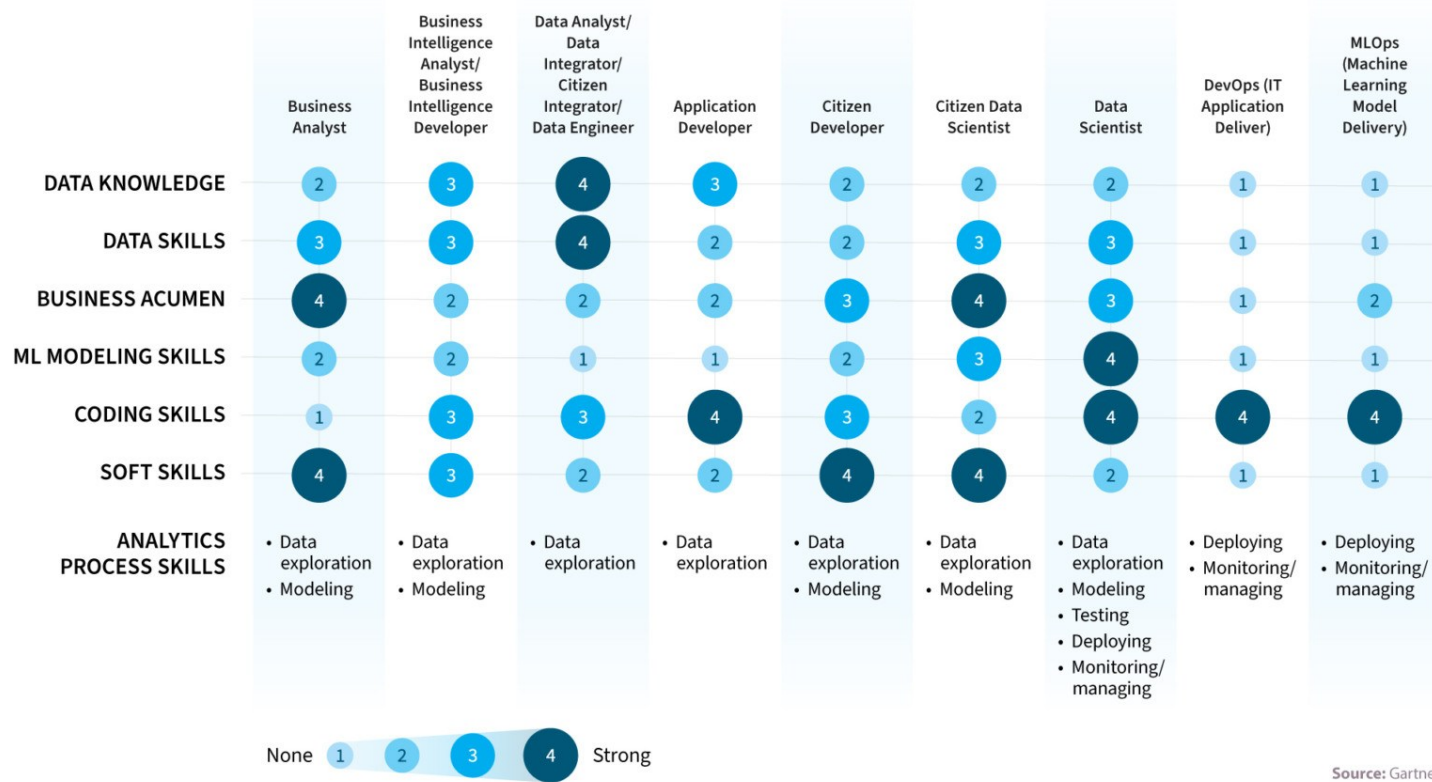 Business
Analyst
Business
Intelligence
Analyst/
Business
Intelligence
Developer
Data Analyst/
Data
Integrator/
Citizen
Integrator/
Data Engineer
Application
Developer
Citizen
Developer
Citizen Data
Scientist
Data
Scientist
DevOps (IT
Application
Deliver)
MLOps
(Machine
Learning
Model
Delivery)
DATA KNOWLEDGE 2 3 4 3 2 2 2 1 1
DATA SKILLS 3 3 4 2 2 3 3 1 1
BUSINESS ACUMEN 4 2 2 2 3 4 3 1 2
ML MODELING SKILLS 2 2 1 1 2 3 4 1 1
CODING SKILLS 1 3 3 4 3 2 4 4 4
SOFT SKILLS 4 3 2 2 4 4 2 1 1
ANALYTICS
PROCESS SKILLS
• Data
exploration
• Modeling
• Data
exploration
• Modeling
• Data
exploration
• Data
exploration
• Data
exploration
• Modeling
• Data
exploration
• Modeling
• Data
exploration
• Modeling
• Testing
• Deploying
• Monitoring/
managing
• Deploying
• Monitoring/
managing
• Deploying
• Monitoring/
managing
None 1 2 3 4 Strong
Source: Gartne